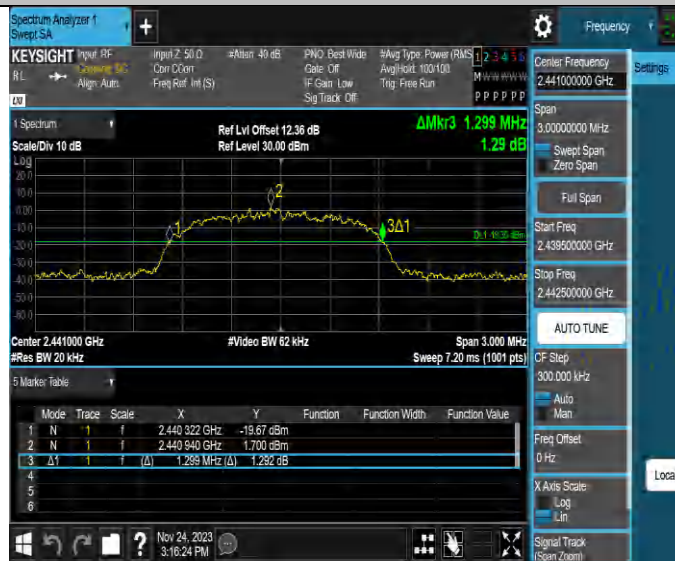 Spectrum Analyzer 1
Swept SA
+
Frequency
KEYSIGHT Input: RF Input Z: 50 Ω #Atten: 40 dB PNO: Best Wide #Avg Type: Power (RMS 1 2 3 4 5 6
RL Coupling: DC Corr CCorr Gate: Off Avg|Hold: 100/100 M W W W W W
Align: Auto Freq Ref: Int (S) IF Gain: Low Trig: Free Run
Sig Track: Off P P P P P P
1 Spectrum
Ref Lvl Offset 12.36 dB ΔMkr3 1.299 MHz
Scale/Div 10 dB Ref Level 30.00 dBm 1.29 dB
Log
20.0
10.0
0.00
-10.0
-20.0
-30.0
-40.0
-50.0
-60.0
1
2
3Δ1
Center 2.441000 GHz #Video BW 62 kHz Span 3.000 MHz
#Res BW 20 kHz Sweep 7.20 ms (1001 pts)
5 Marker Table
Mode Trace Scale X Y Function Function Width Function Value
1 N 1 f 2.440 322 GHz -19.67 dBm
2 N 1 f 2.440 940 GHz 1.700 dBm
3 Δ1 1 f (Δ) 1.299 MHz (Δ) 1.292 dB
4
5
6
Nov 24, 2023
3:16:24 PM
Center Frequency
2.441000000 GHz
Settings
Span
3.00000000 MHz
Swept Span
Zero Span
Full Span
Start Freq
2.439500000 GHz
Stop Freq
2.442500000 GHz
AUTO TUNE
CF Step
300.000 kHz
Auto
Man
Freq Offset
0 Hz
X Axis Scale
Log
Lin
Signal Track
(Span Zoom)
Loca